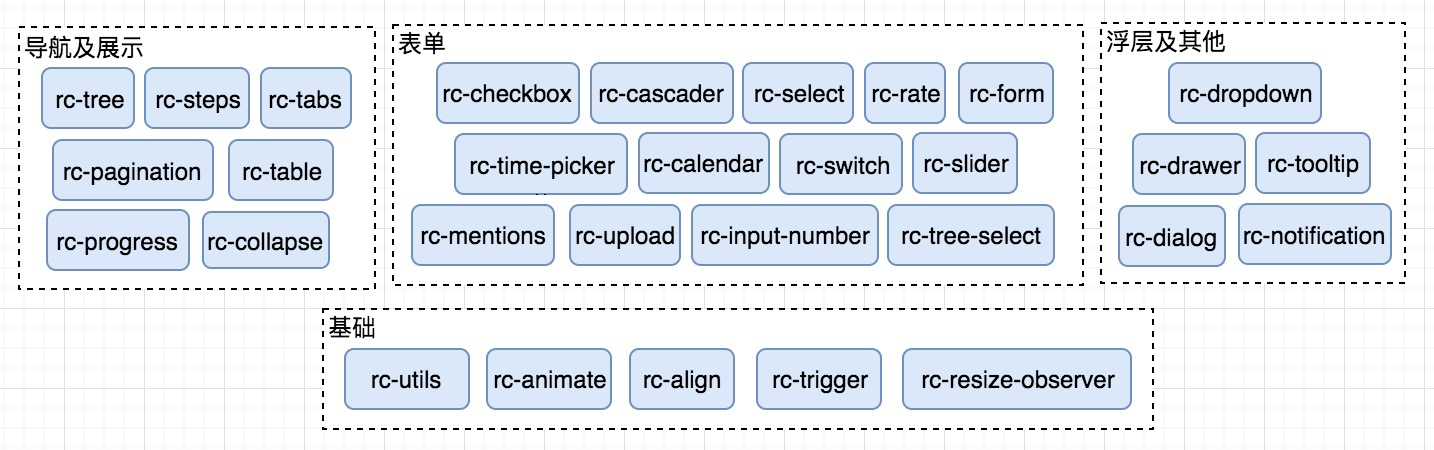 导航及展示
rc-tree rc-steps rc-tabs
rc-pagination rc-table
rc-progress rc-collapse
表单
rc-checkbox rc-cascader rc-select rc-rate rc-form
rc-time-picker rc-calendar rc-switch rc-slider
rc-mentions rc-upload rc-input-number rc-tree-select
浮层及其他
rc-dropdown
rc-drawer rc-tooltip
rc-dialog rc-notification
基础
rc-utils rc-animate rc-align rc-trigger rc-resize-observer